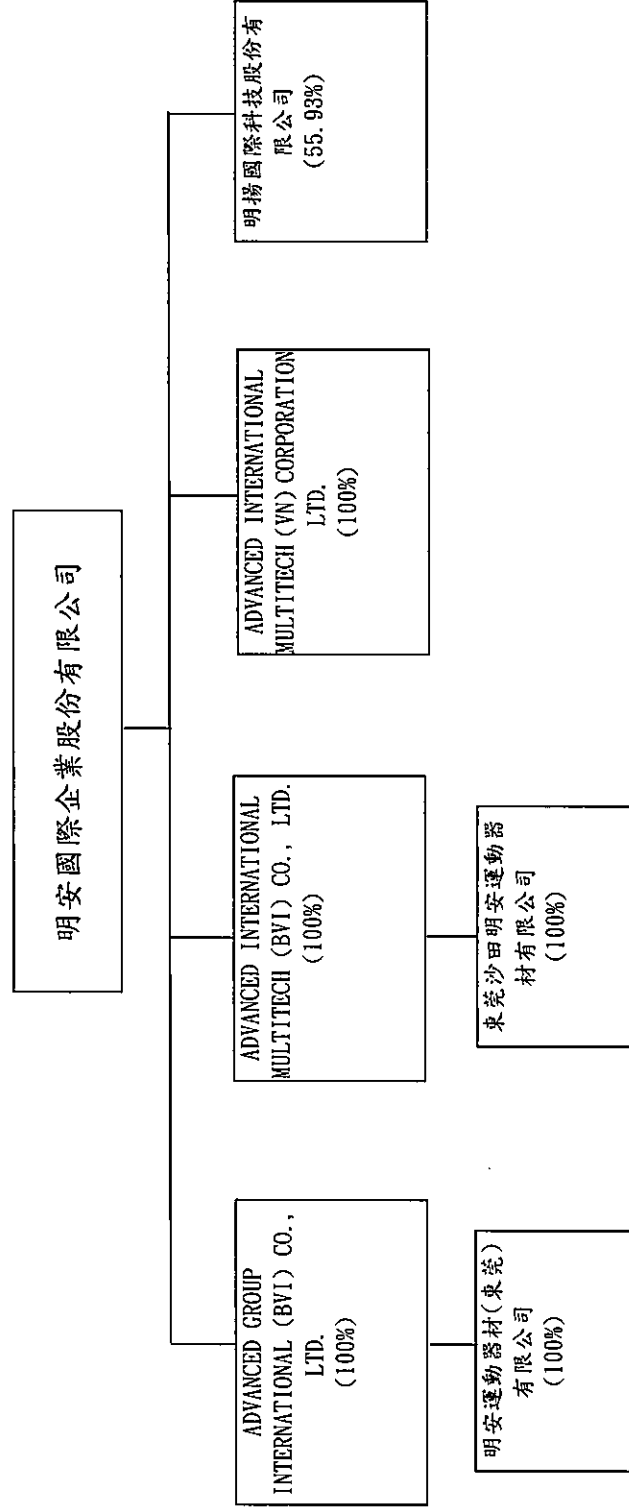 明安國際企業股份有限公司
ADVANCED GROUP
INTERNATIONAL (BVI) CO.,
LTD.
(100%)
ADVANCED INTERNATIONAL
MULTITECH (BVI) CO., LTD.
(100%)
ADVANCED INTERNATIONAL
MULTITECH (VN) CORPORATION
LTD.
(100%)
明揚國際科技股份有
限公司
(55.93%)
明安運動器材(東莞)
有限公司
(100%)
東莞沙田明安運動器
材有限公司
(100%)